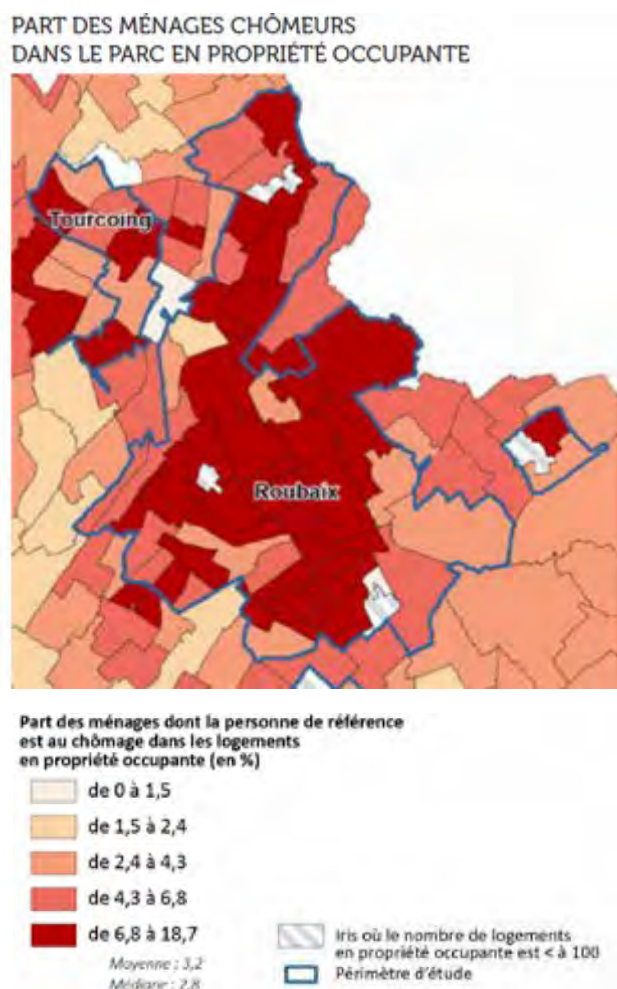 PART DES MÉNAGES CHÔMEURS
DANS LE PARC EN PROPRIÉTÉ OCCUPANTE
Tourcoing
Roubaix
Part des ménages dont la personne de référence
est au chômage dans les logements
en propriété occupante (en %)
de 0 à 1,5
de 1,5 à 2,4
de 2,4 à 4,3
de 4,3 à 6,8
de 6,8 à 18,7
Moyenne : 3,2
Médiane : 2,8
Iris où le nombre de logements
en propriété occupante est < à 100
Périmètre d'étude